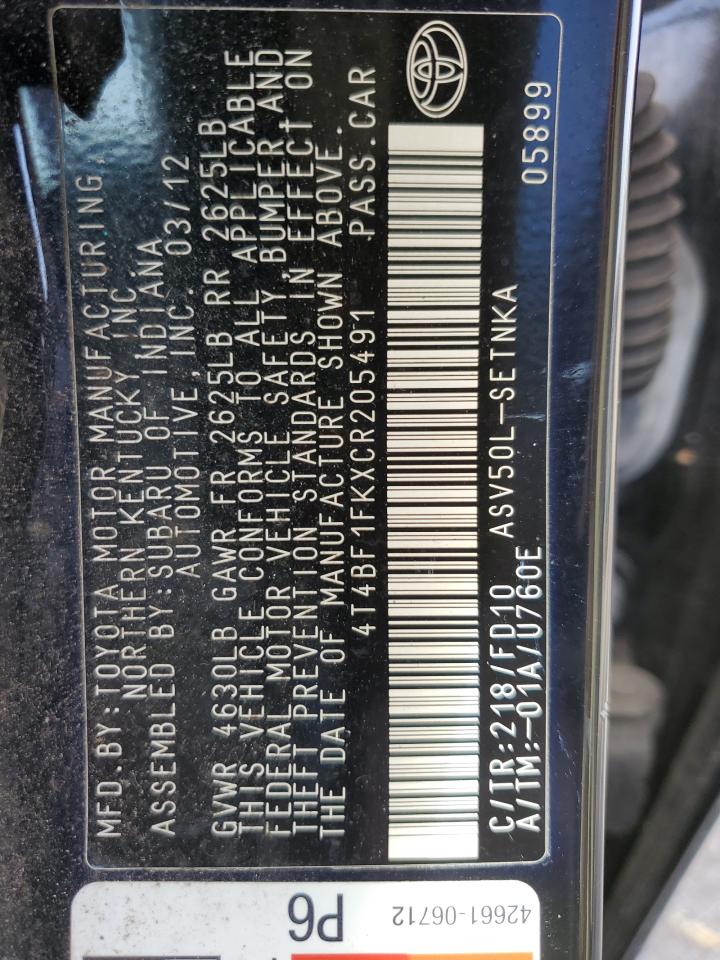 MFD.BY:TOYOTA MOTOR MANUFACTURING,
NORTHERN KENTUCKY, INC.
ASSEMBLED BY:SUBARU OF INDIANA
AUTOMOTIVE,INC. 03/12
GVWR 4630LB GAWR FR 2625LB RR 2625LB
THIS VEHICLE CONFORMS TO ALL APPLICABLE
FEDERAL MOTOR VEHICLE SAFETY,BUMPER AND
THEFT PREVENTION STANDARDS IN EFFECT ON
THE DATE OF MANUFACTURE SHOWN ABOVE.
4T4BF1FKXCR205491 PASS.CAR
C/TR:218/FD10 ASV50L-SETNKA 05899
A/TM:-01A/U760E
42661-06712
P6